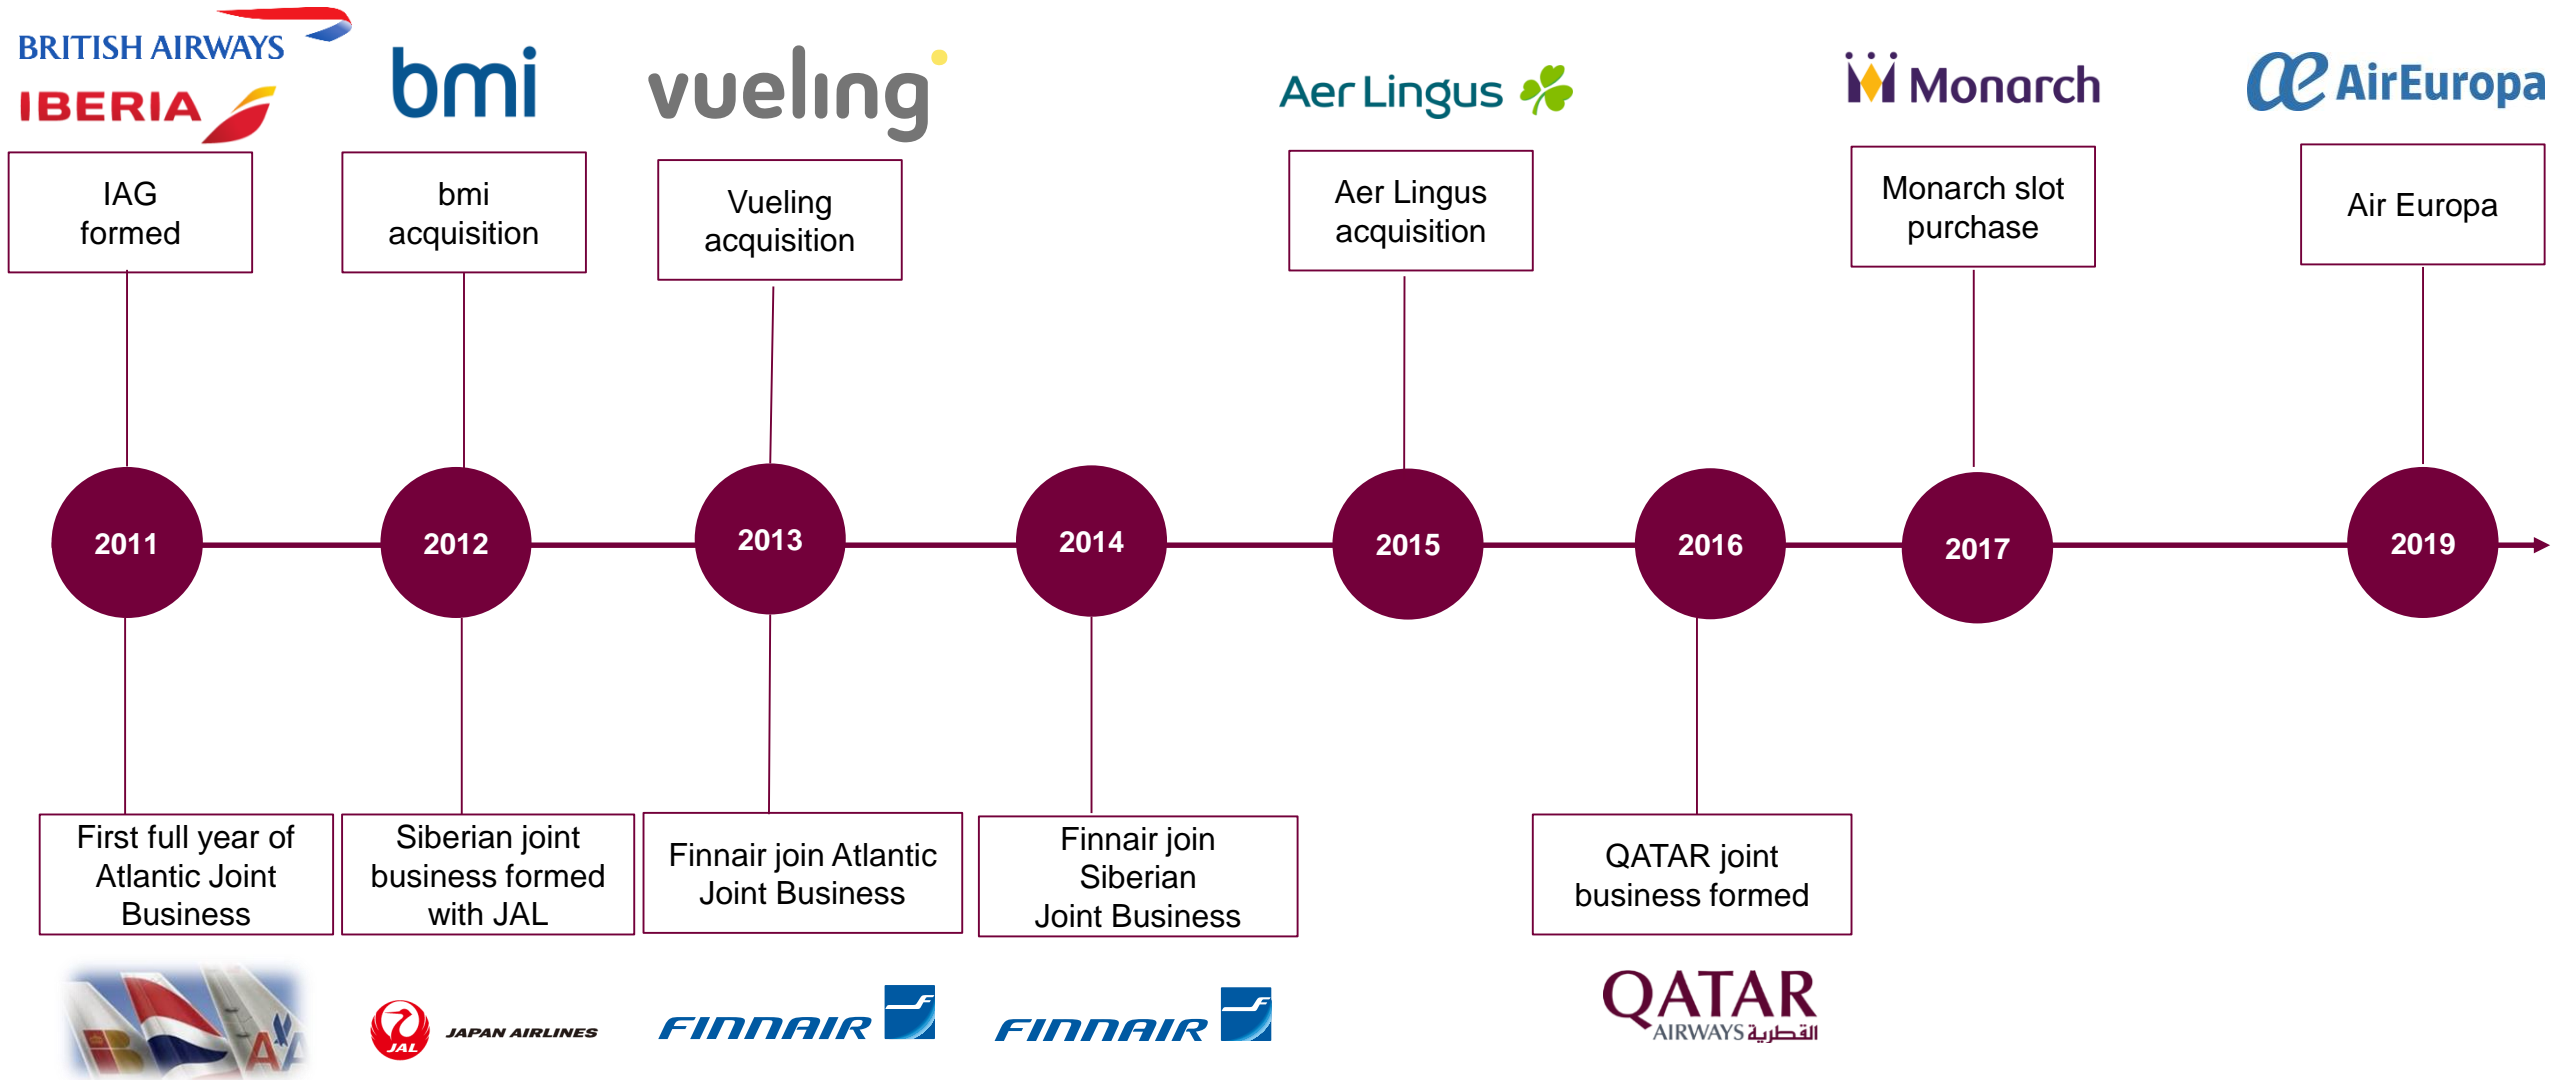 BRITISH AIRWAYS
IBERIA
bmi
vueling
Aer Lingus
Monarch
AirEuropa
IAG
formed
bmi
acquisition
Vueling
acquisition
Aer Lingus
acquisition
Monarch slot
purchase
Air Europa
2011
2012
2013
2014
2015
2016
2017
2019
First full year of
Atlantic Joint
Business
Siberian joint
business formed
with JAL
Finnair join Atlantic
Joint Business
Finnair join
Siberian
Joint Business
QATAR joint
business formed
AA
JAL
JAPAN AIRLINES
FINNAIR
FINNAIR
QATAR
AIRWAYS القطرية